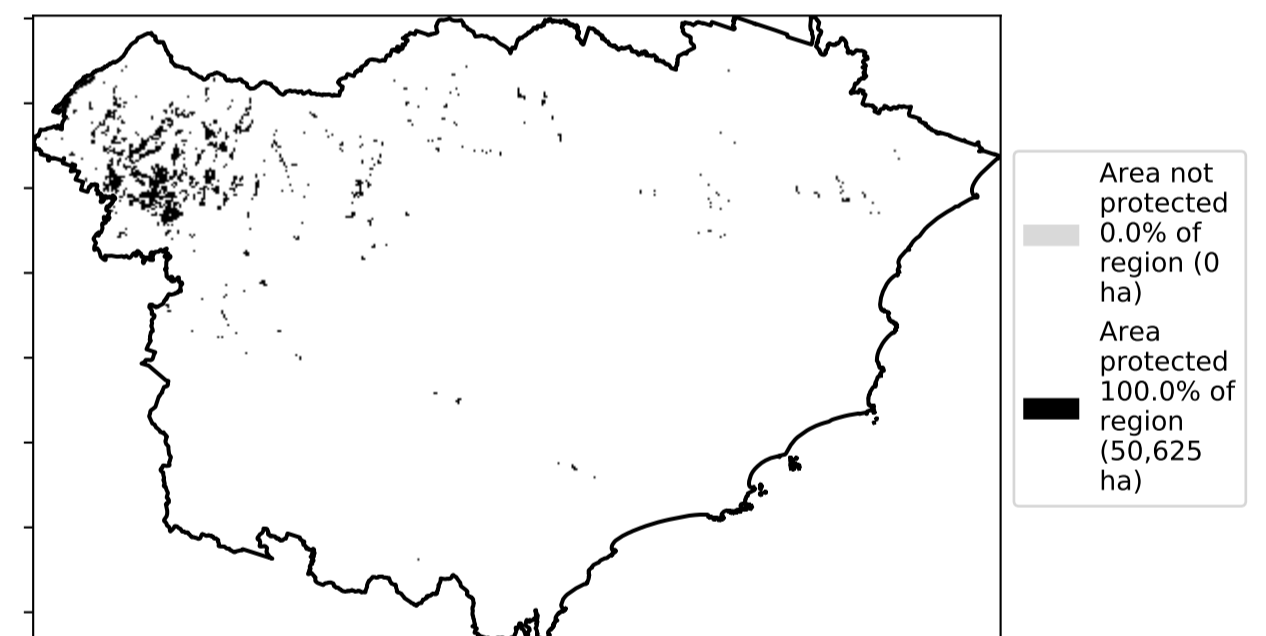 Area not
protected
0.0% of
region (0
ha)
Area
protected
100.0% of
region
(50,625
ha)